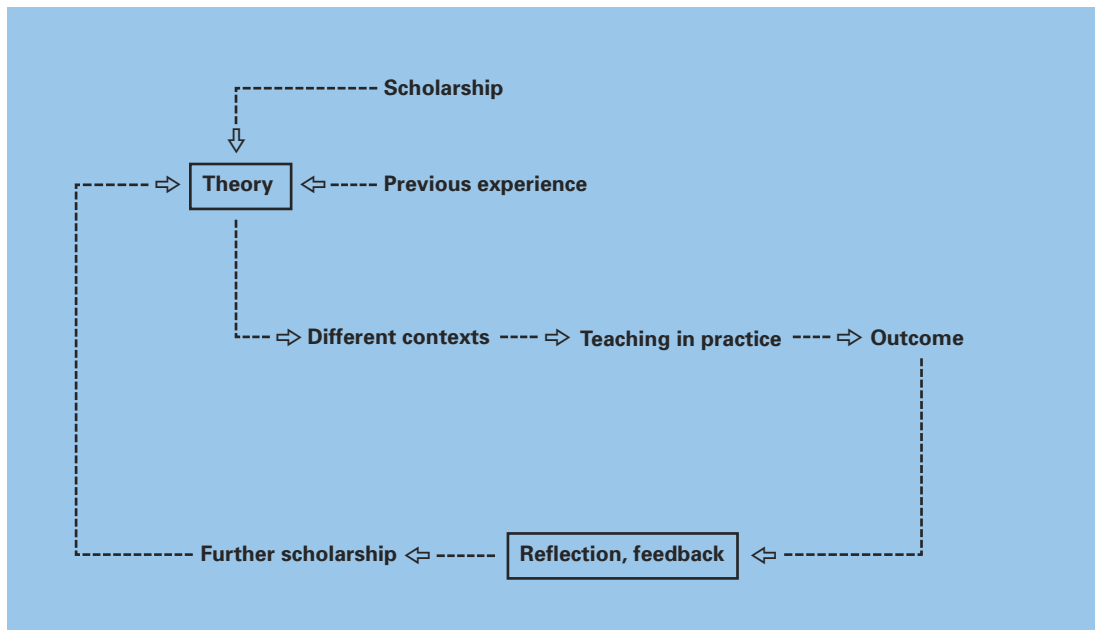 Scholarship
Theory
Previous experience
Different contexts
Teaching in practice
Outcome
Further scholarship
Reflection, feedback